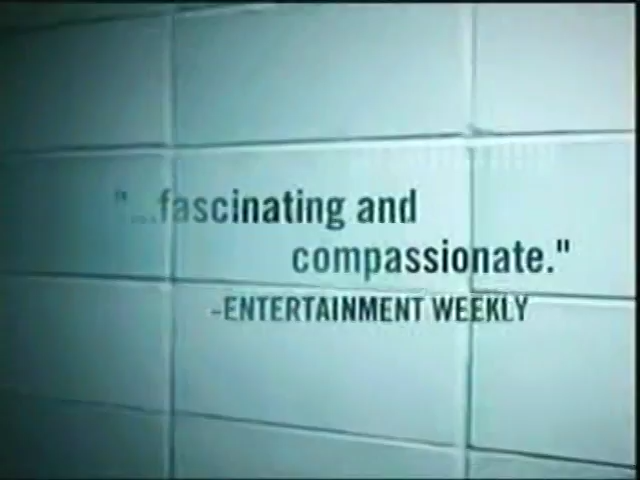 "...fascinating and
compassionate."
-ENTERTAINMENT WEEKLY